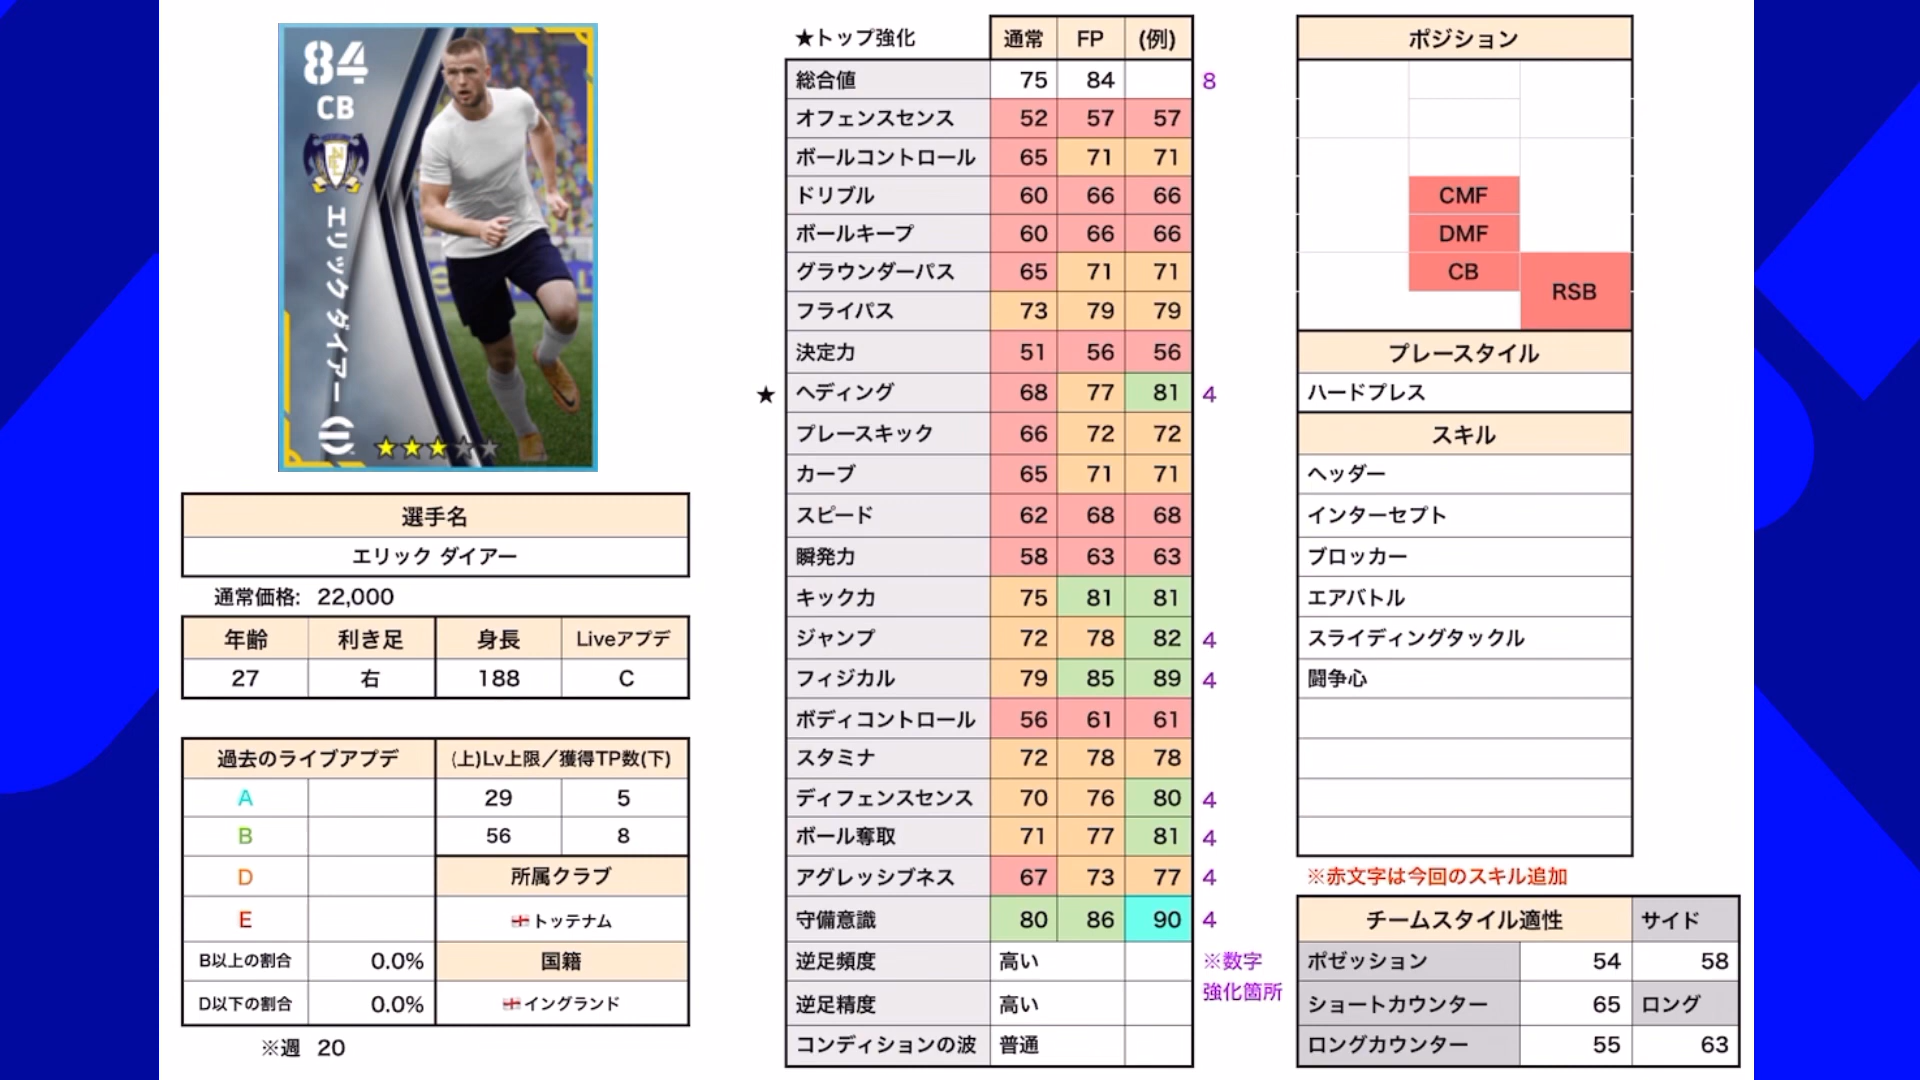 84
CB
エリック ダイアー
選手名
エリック ダイアー
通常価格: 22,000
年齢 利き足 身長 Liveアプデ
27 右 188 C
過去のライブアプデ (上)Lv上限／獲得TP数(下)
A 29 5
B 56 8
D 所属クラブ
E トッテナム
B以上の割合 0.0% 国籍
D以下の割合 0.0% イングランド
※週 20
★トップ強化 通常 FP (例)
総合値 75 84 8
オフェンスセンス 52 57 57
ボールコントロール 65 71 71
ドリブル 60 66 66
ボールキープ 60 66 66
グラウンダーパス 65 71 71
フライパス 73 79 79
決定力 51 56 56
★ ヘディング 68 77 81 4
プレースキック 66 72 72
カーブ 65 71 71
スピード 62 68 68
瞬発力 58 63 63
キック力 75 81 81
ジャンプ 72 78 82 4
フィジカル 79 85 89 4
ボディコントロール 56 61 61
スタミナ 72 78 78
ディフェンスセンス 70 76 80 4
ボール奪取 71 77 81 4
アグレッシブネス 67 73 77 4
守備意識 80 86 90 4
逆足頻度 高い ※数字
強化箇所
逆足精度 高い
コンディションの波 普通
ポジション
CMF
DMF
CB
RSB
プレースタイル
ハードプレス
スキル
ヘッダー
インターセプト
ブロッカー
エアバトル
スライディングタックル
闘争心
※赤文字は今回のスキル追加
チームスタイル適性 サイド
ポゼッション 54 58
ショートカウンター 65 ロング
ロングカウンター 55 63